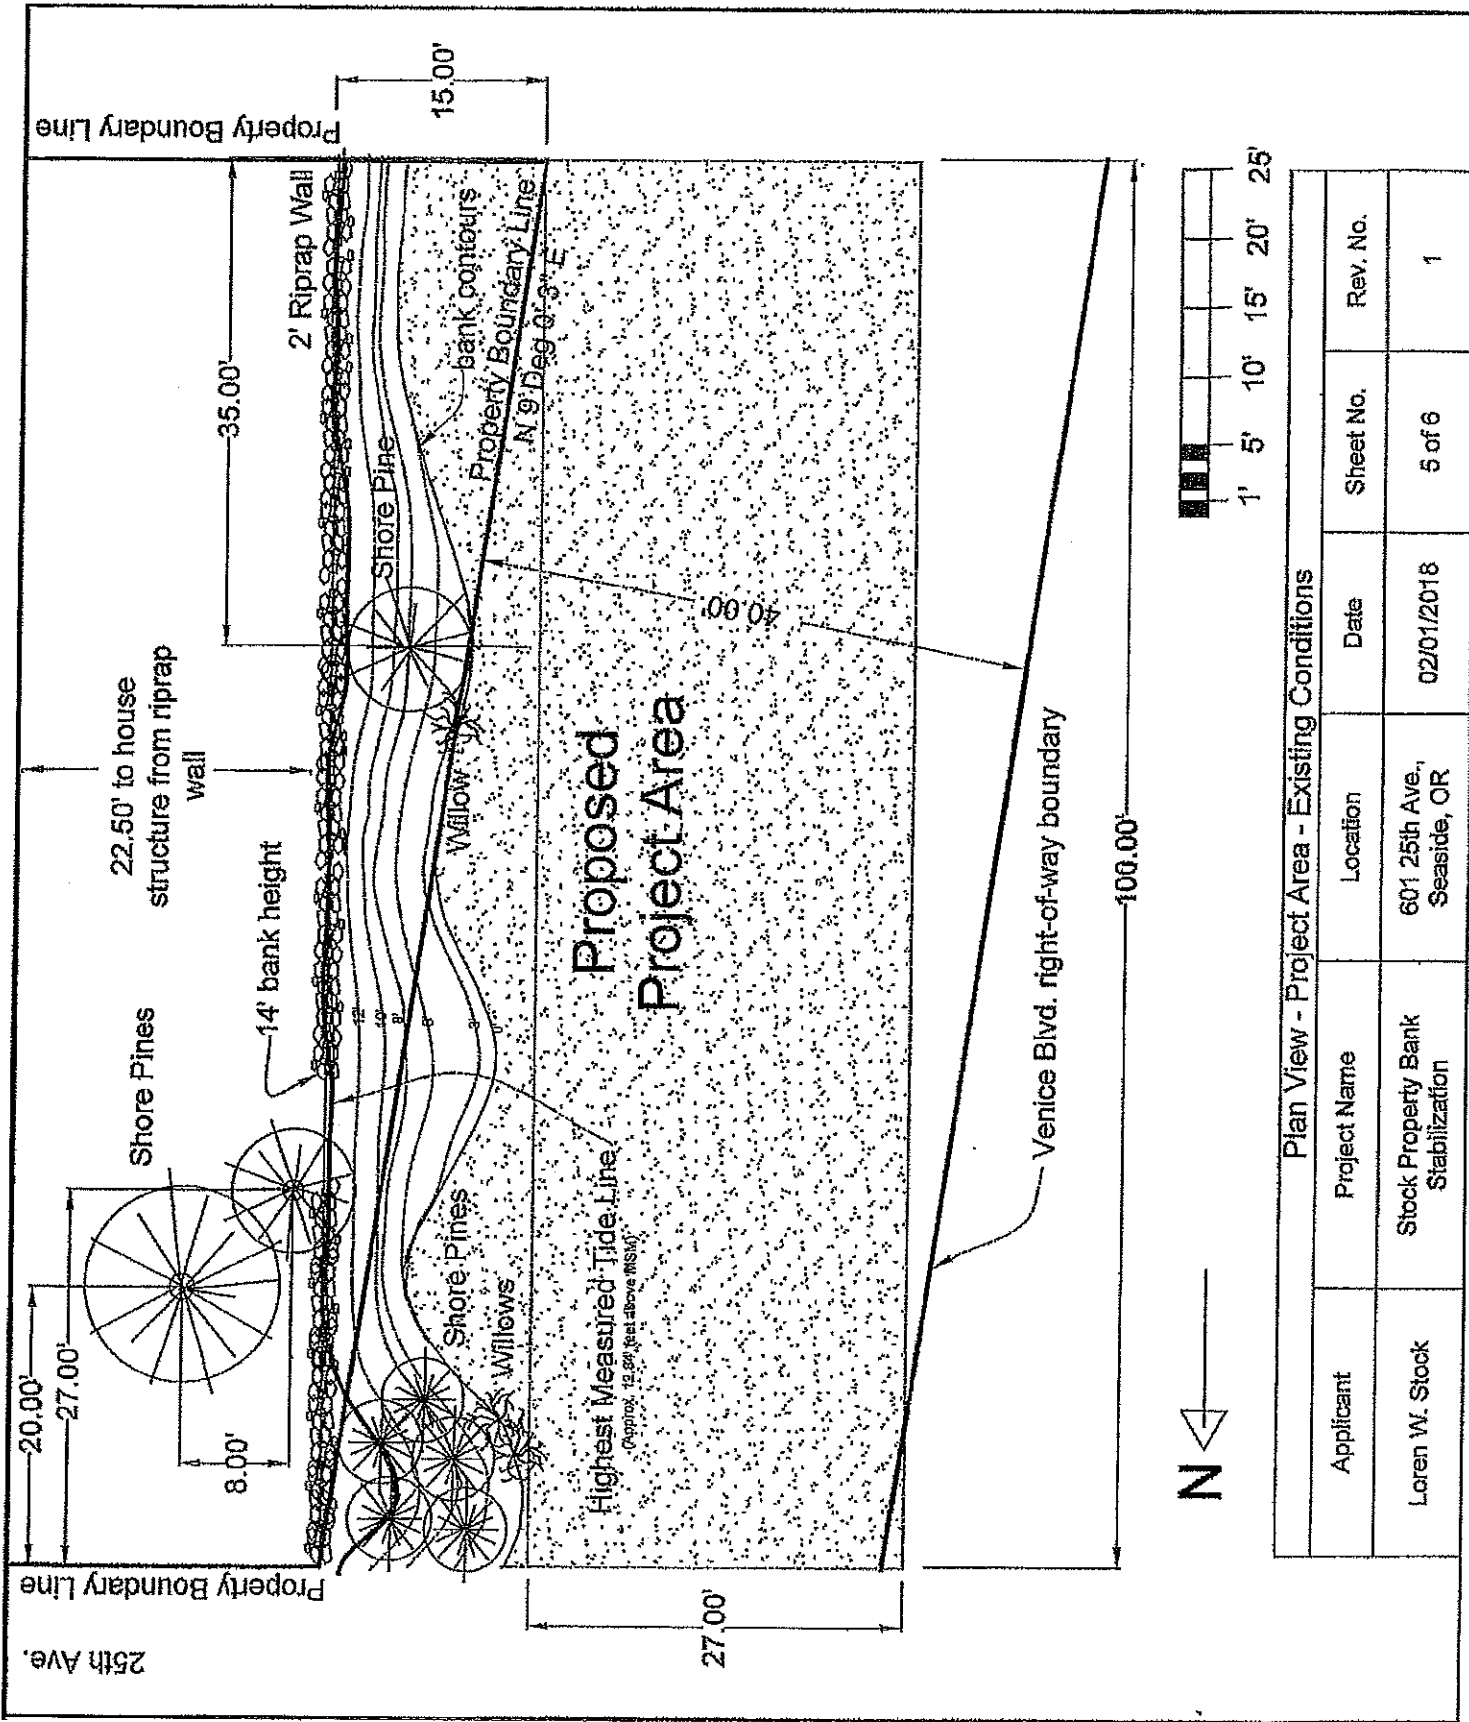 25th Ave.
Property Boundary Line
20.00'
27.00'
8.00'
Shore Pines
14' bank height
22.50' to house
structure from riprap
wall
35.00'
2' Riprap Wall
Property Boundary Line
15.00'
Shore Pine
bank contours
Property Boundary Line
N 9 Deg 0' 3" E
Willow
12'
10'
8'
Shore Pines
Willows
Highest Measured Tide Line
Proposed
Project Area
40.00'
27.00'
Venice Blvd. right-of-way boundary
100.00'
N
1' 5' 10' 15' 20' 25'
Plan View - Project Area - Existing Conditions
Applicant Project Name Location Date Sheet No. Rev. No.
Loren W. Stock Stock Property Bank Stabilization 601 25th Ave., Seaside, OR 02/01/2018 5 of 6 1